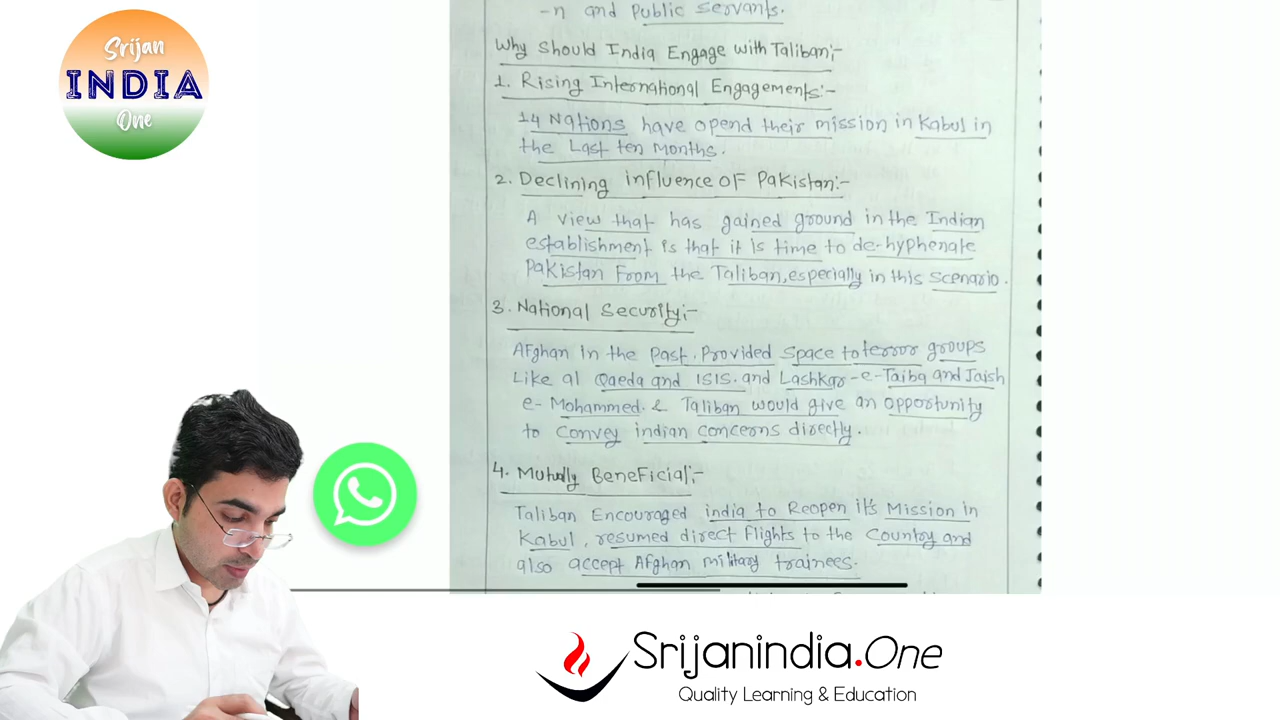 Srijan
INDIA
One
-n and Public Servants.
Why Should India Engage with Taliban;-
1. Rising International Engagements:-
14 Nations have opend their mission in Kabul in
the Last ten Months.
2. Declining influence of Pakistan:-
A view that has gained ground in the Indian
establishment is that it is time to de-hyphenate
Pakistan From the Taliban, especially in this Scenario.
3. National Security;-
Afghan in the Past. Provided Space to terror groups
Like al Qaeda and ISIS. and Lashkar-e-Taiba and Jaish
e- Mohammed. & Taliban would give an opportunity
to Convey indian Concerns directly.
4. Mutually Beneficial;-
Taliban Encouraged india to Reopen it's Mission in
Kabul, resumed direct Flights to the Country and
also accept Afghan military trainees.
Srijanindia.One
Quality Learning & Education